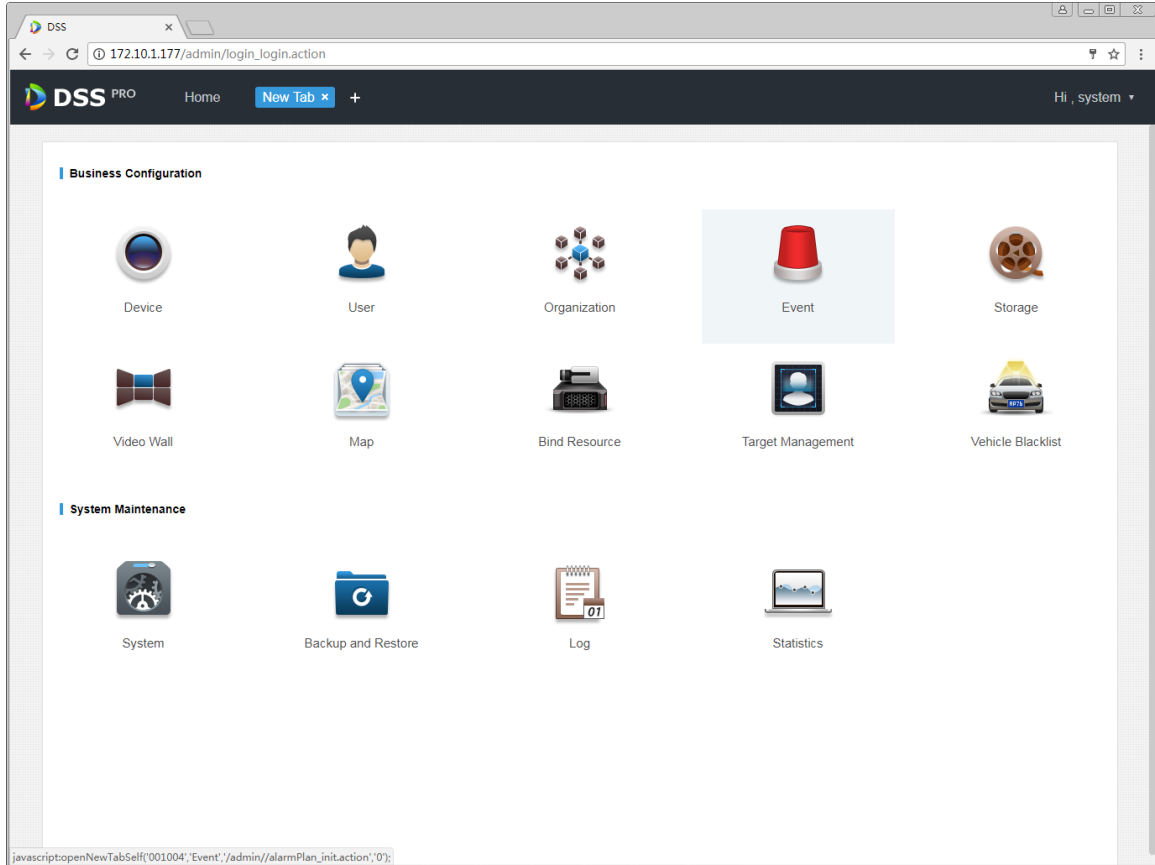 DSS
172.10.1.177/admin/login_login.action
DSS PRO Home New Tab × + Hi , system
Business Configuration
Device User Organization Event Storage
Video Wall Map Bind Resource Target Management Vehicle Blacklist
System Maintenance
01
System Backup and Restore Log Statistics
javascript:openNewTabSelf('001004','Event','/admin//alarmPlan_init.action','0');